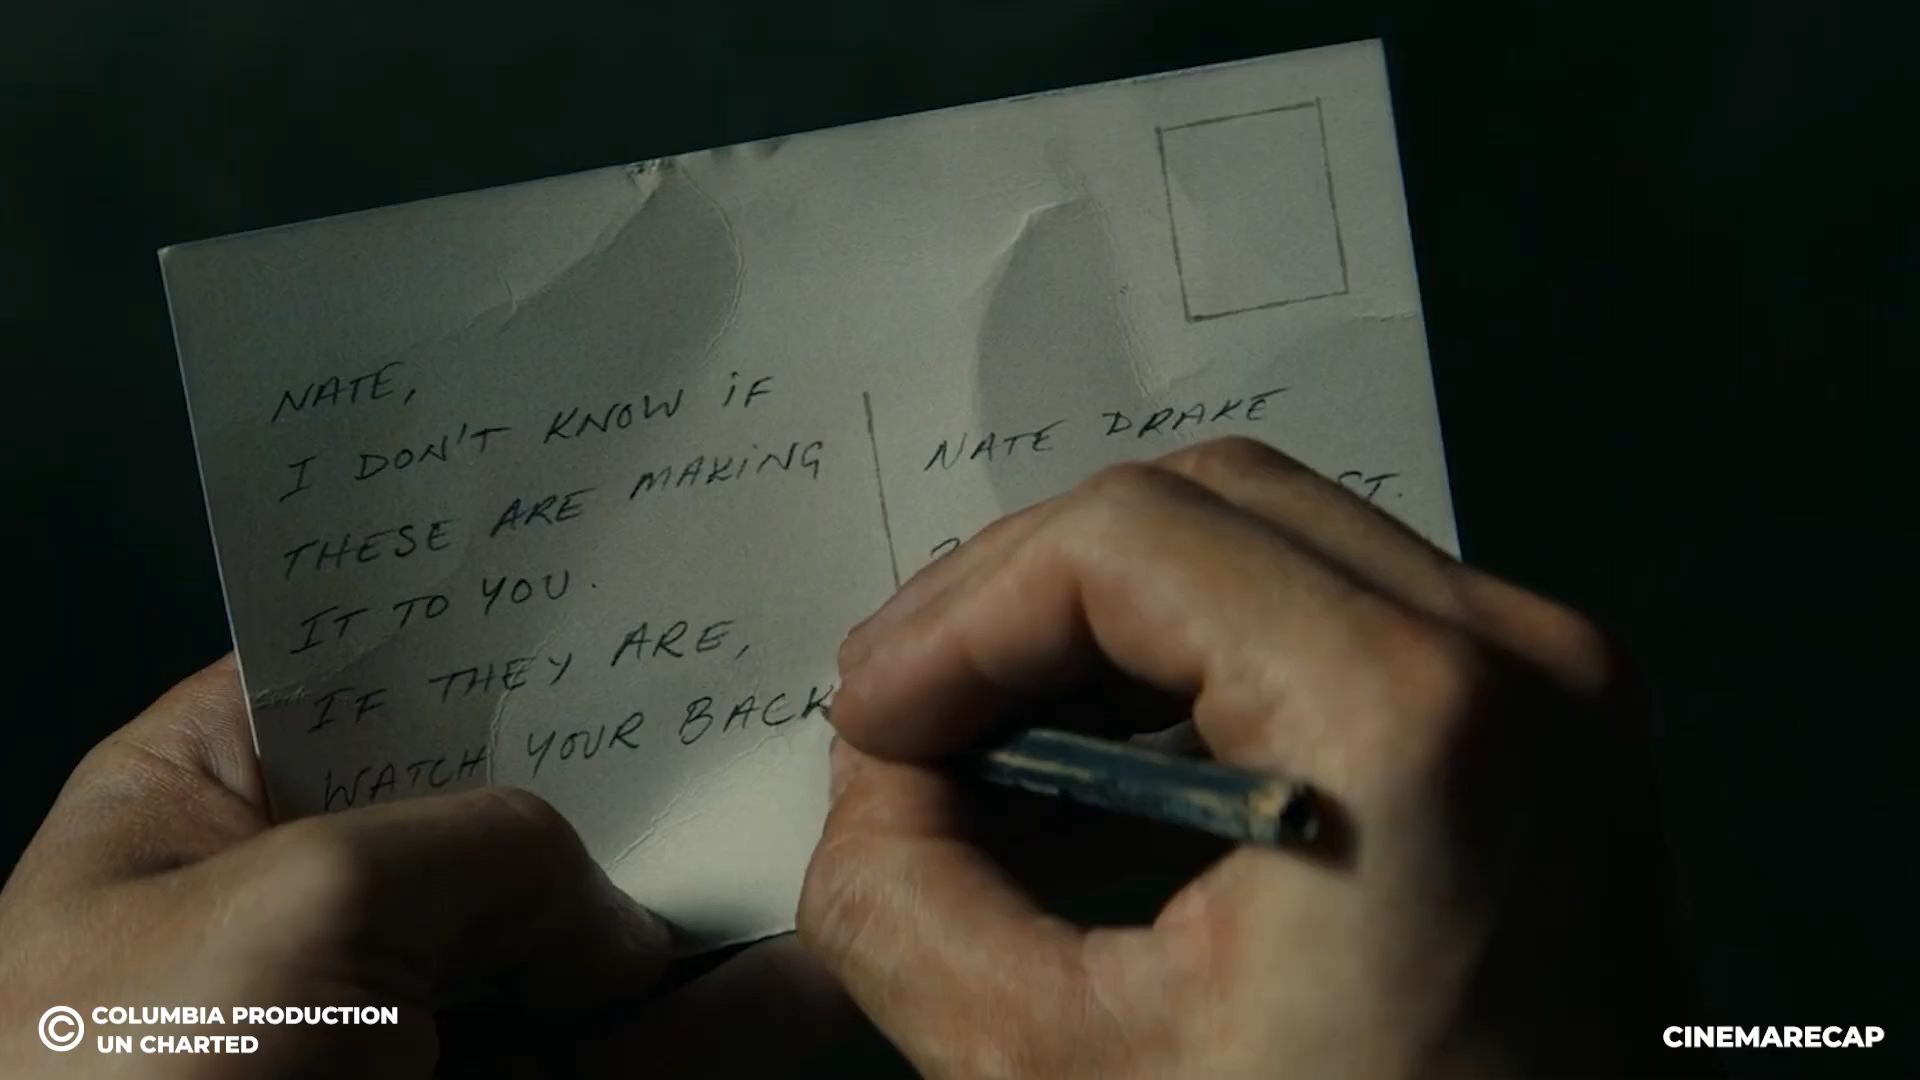 NATE,
I DON'T KNOW iF
THESE ARE MAKiNG
IT TO YOU.
IF THEY ARE,
WATCH YOUR BACK
NATE DRAKE
ST.
© COLUMBIA PRODUCTION
UN CHARTED
CINEMARECAP